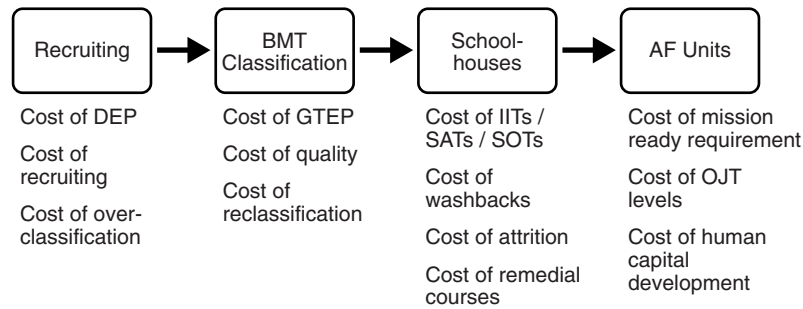 Recruiting
Cost of DEP
Cost of
recruiting
Cost of over-
classification
BMT
Classification
Cost of GTEP
Cost of quality
Cost of
reclassification
School-
houses
Cost of IITs /
SATs / SOTs
Cost of
washbacks
Cost of attrition
Cost of remedial
courses
AF Units
Cost of mission
ready requirement
Cost of OJT
levels
Cost of human
capital
development